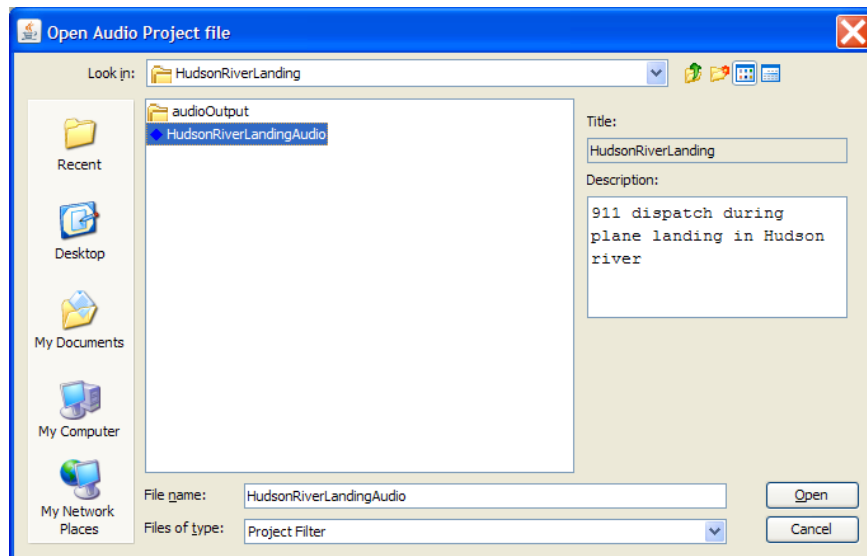 Open Audio Project file
Look in:
HudsonRiverLanding
Recent
Desktop
My Documents
My Computer
My Network
Places
audioOutput
HudsonRiverLandingAudio
Title:
HudsonRiverLanding
Description:
911 dispatch during
plane landing in Hudson
river
File name:
HudsonRiverLandingAudio
Open
Files of type:
Project Filter
Cancel